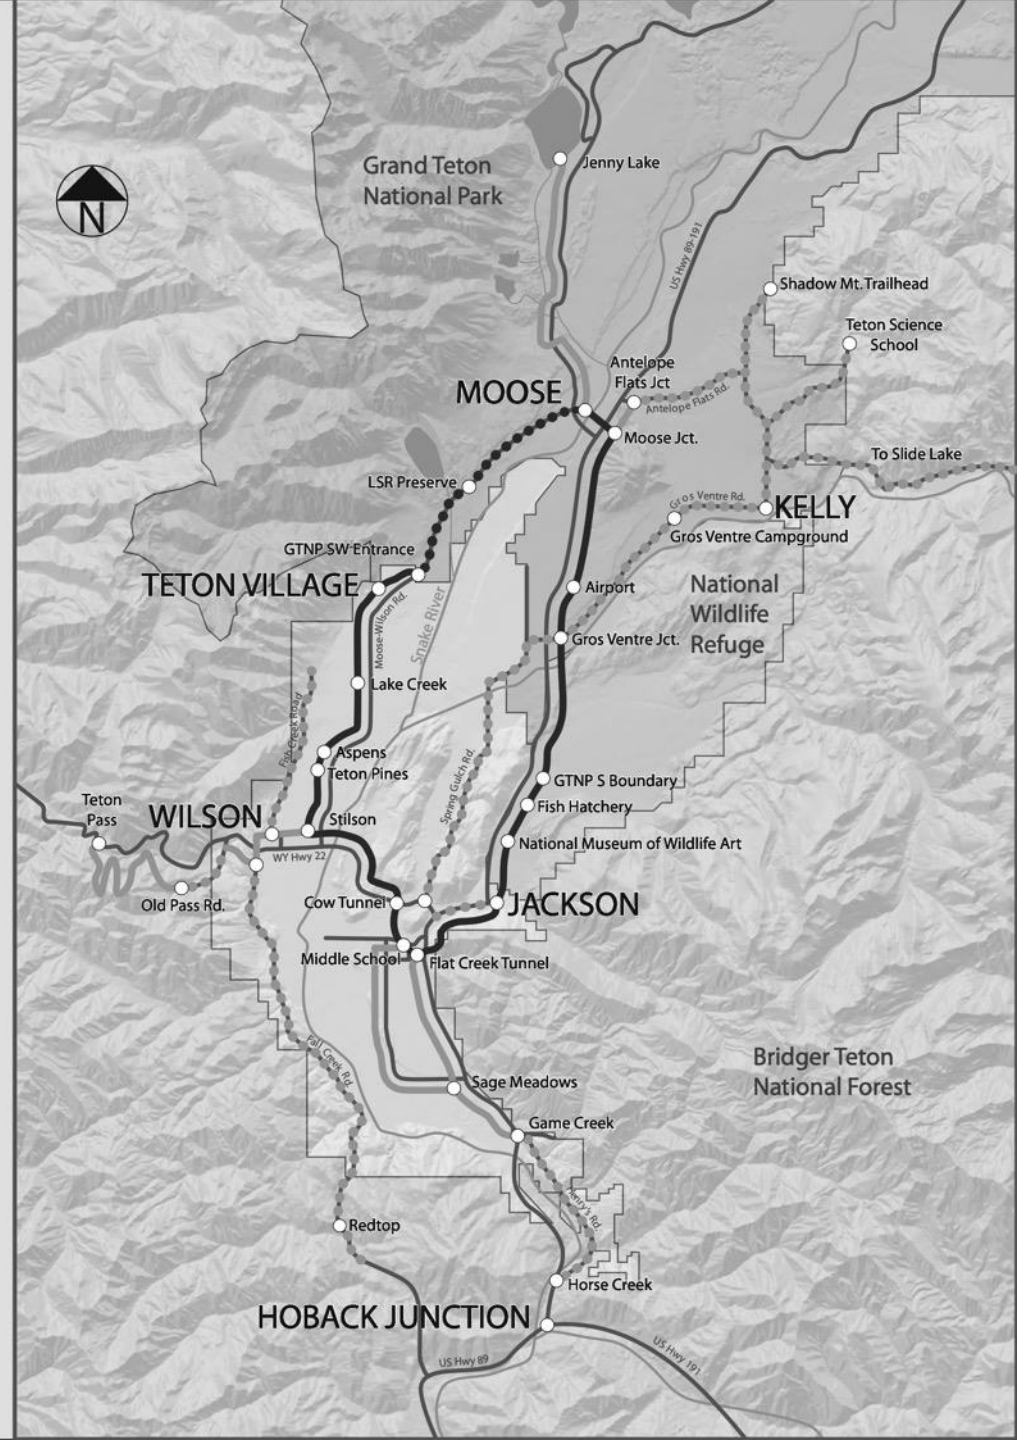 Jenny Lake
Grand Teton
National Park
N
US Hwy 89-191
Shadow Mt. Trailhead
Teton Science
School
Antelope
Flats Jct
MOOSE
Antelope Flats Rd.
Moose Jct.
To Slide Lake
LSR Preserve
Gros Ventre Rd.
KELLY
Gros Ventre Campground
GTNP SW Entrance
TETON VILLAGE
Airport
National
Wildlife
Refuge
Moose-Wilson Rd.
Snake River
Gros Ventre Jct.
Lake Creek
Fish Creek Road
Aspens
Teton Pines
Spring Gulch Rd.
GTNP S Boundary
Fish Hatchery
Teton
Pass
WILSON
Stilson
National Museum of Wildlife Art
WY Hwy 22
Old Pass Rd.
Cow Tunnel
JACKSON
Middle School
Flat Creek Tunnel
Fall Creek Rd.
Bridger Teton
National Forest
Sage Meadows
Game Creek
Henry's Rd.
Redtop
Horse Creek
HOBACK JUNCTION
US Hwy 89
US Hwy 191